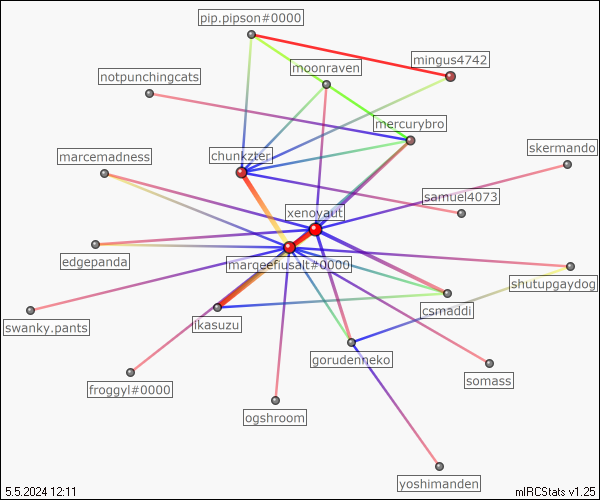 pip.pipson#0000
moonraven
mingus4742
notpunchingcats
mercurybro
skermando
marcemadness
chunkzter
samuel4073
xenovaut
edgepanda
margeefiusalt#0000
shutupgaydog
csmaddi
swanky.pants
ikasuzu
gorudenneko
somass
froggyl#0000
ogshroom
yoshimanden
5.5.2024 12:11
mIRCStats v1.25